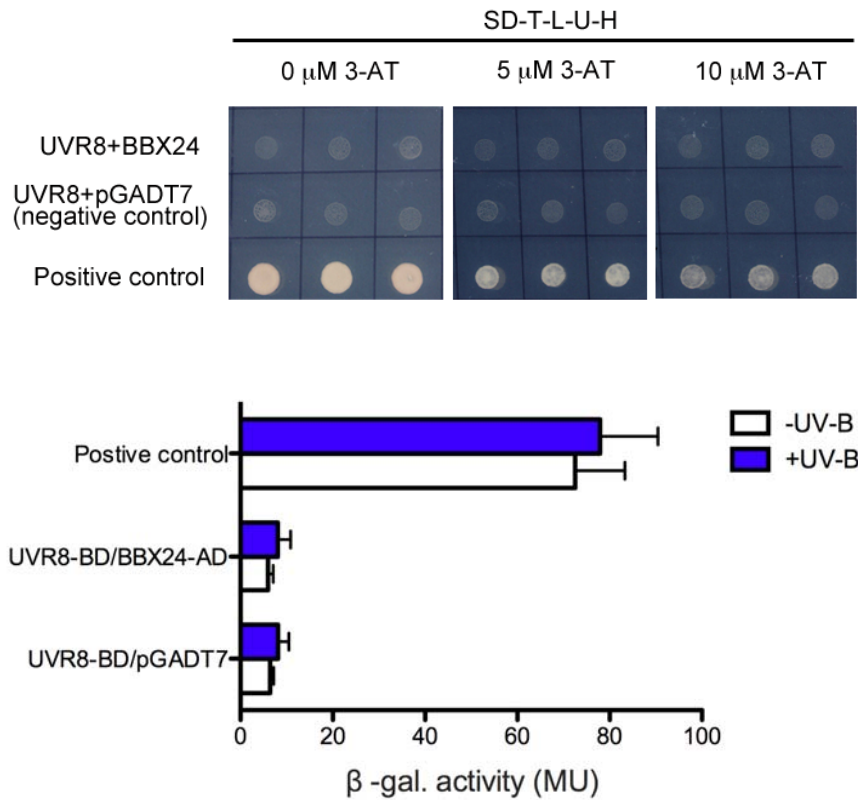 SD-T-L-U-H
0 μM 3-AT 5 μM 3-AT 10 μM 3-AT
UVR8+BBX24
UVR8+pGADT7
(negative control)
Positive control
-UV-B
+UV-B
Postive control
UVR8-BD/BBX24-AD
UVR8-BD/pGADT7
0 20 40 60 80 100
β -gal. activity (MU)